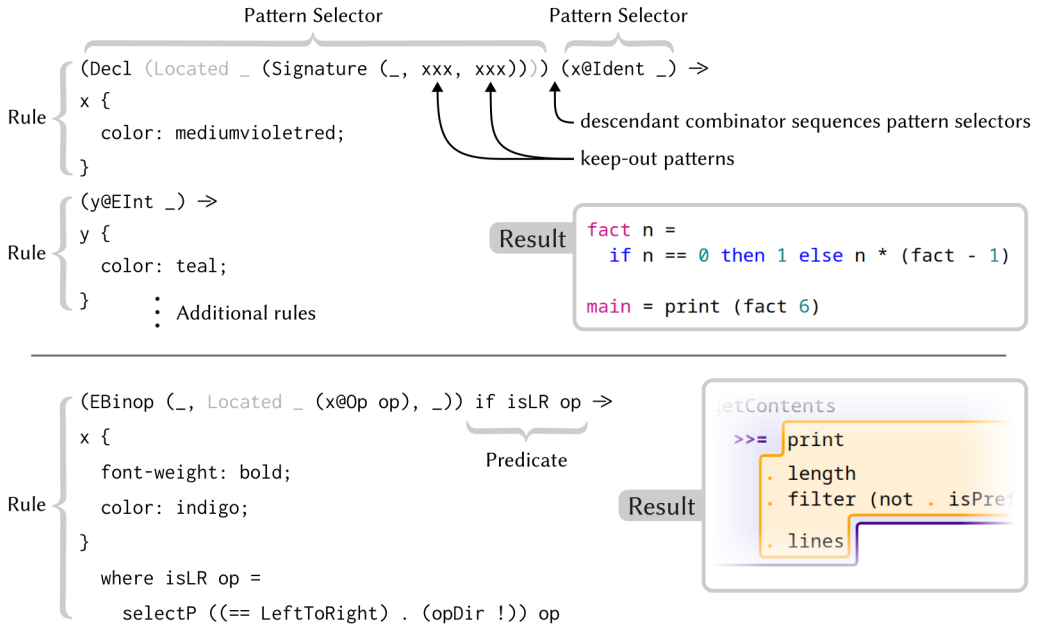 Pattern Selector
Pattern Selector
(Decl (Located _ (Signature (_, xxx, xxx)))) (x@Ident _) ->
Rule
x {
color: mediumvioletred;
}
descendant combinator sequences pattern selectors
keep-out patterns
(y@EInt _) ->
Rule
y {
color: teal;
}
Additional rules
Result
fact n =
if n == 0 then 1 else n * (fact - 1)
main = print (fact 6)
(EBinop (_, Located _ (x@Op op), _)) if isLR op ->
Predicate
Rule
x {
font-weight: bold;
color: indigo;
}
where isLR op =
selectP ((== LeftToRight) . (opDir !)) op
Result
getContents
>>= print
. length
. filter (not . isPref
. lines